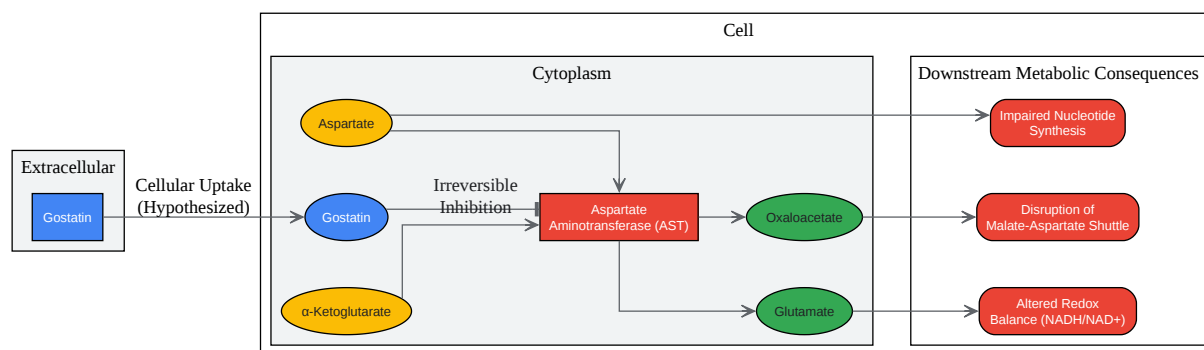 Cell
Cytoplasm
Downstream Metabolic Consequences
Aspartate
Impaired Nucleotide
Synthesis
Extracellular
Gostatin
Cellular Uptake
(Hypothesized)
Gostatin
Irreversible
Inhibition
Aspartate
Aminotransferase (AST)
Oxaloacetate
Disruption of
Malate-Aspartate Shuttle
α-Ketoglutarate
Glutamate
Altered Redox
Balance (NADH/NAD+)